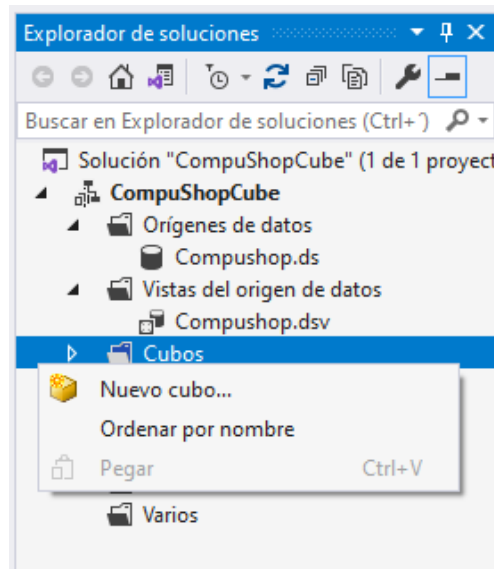 Explorador de soluciones
Buscar en Explorador de soluciones (Ctrl+´)
Solución "CompuShopCube" (1 de 1 proyect
CompuShopCube
Orígenes de datos
Compushop.ds
Vistas del origen de datos
Compushop.dsv
Cubos
Nuevo cubo...
Ordenar por nombre
Pegar Ctrl+V
Varios